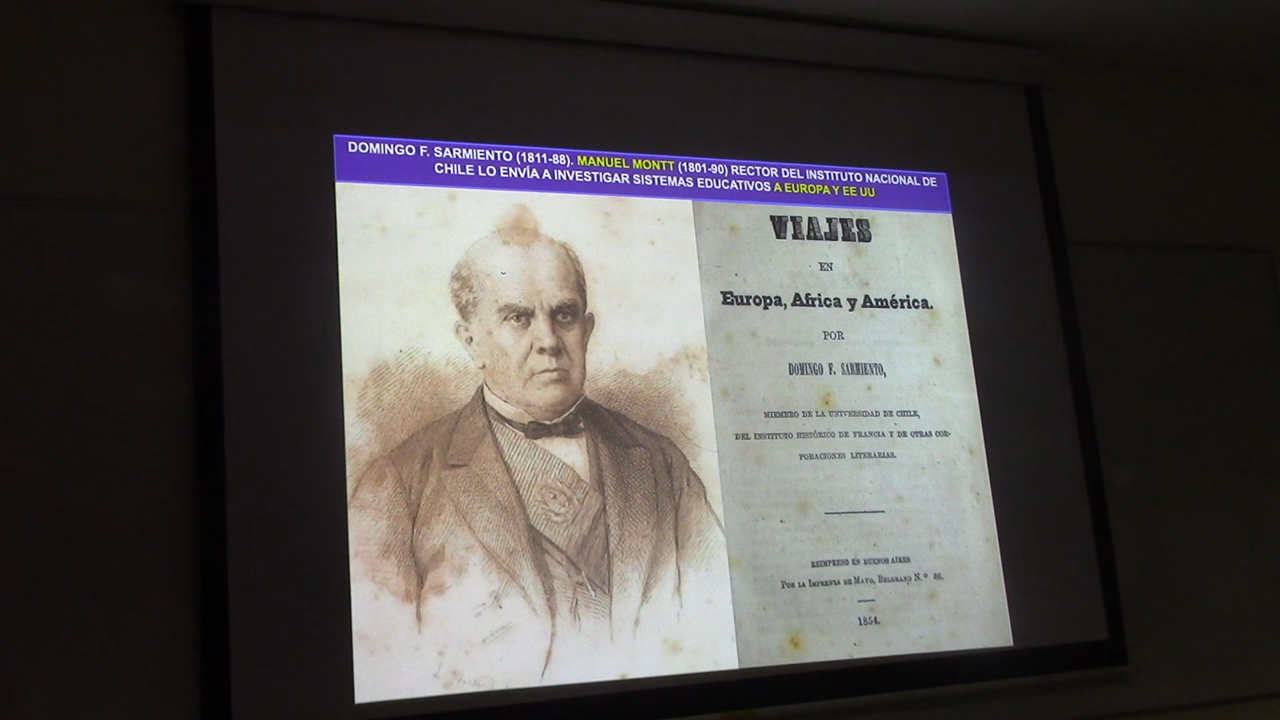 DOMINGO F. SARMIENTO (1811-88). MANUEL MONTT (1801-90) RECTOR DEL INSTITUTO NACIONAL DE
CHILE LO ENVÍA A INVESTIGAR SISTEMAS EDUCATIVOS A EUROPA Y EE UU
VIAJES
EN
Europa, Africa y América.
POR
DOMINGO F. SARMIENTO,
MIEMBRO DE LA UNIVERSIDAD DE CHILE,
DEL INSTITUTO HISTÓRICO DE FRANCIA Y DE OTRAS COR-
PORACIONES LITERARIAS.
REIMPRESO EN BUENOS AIRES
POR LA IMPRENTA DE MAYO, BELGRANO N.º
1854.